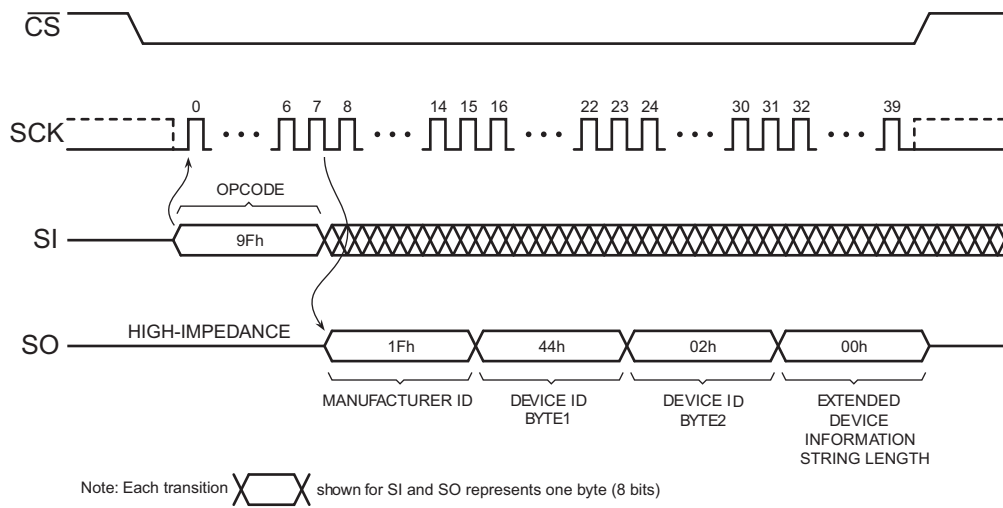 CS
0 6 7 8 14 15 16 22 23 24 30 31 32 39
SCK
OPCODE
SI 9Fh
HIGH-IMPEDANCE
SO 1Fh 44h 02h 00h
MANUFACTURER ID DEVICE ID DEVICE ID EXTENDED
BYTE1 BYTE2 DEVICE
INFORMATION
STRING LENGTH
Note: Each transition shown for SI and SO represents one byte (8 bits)